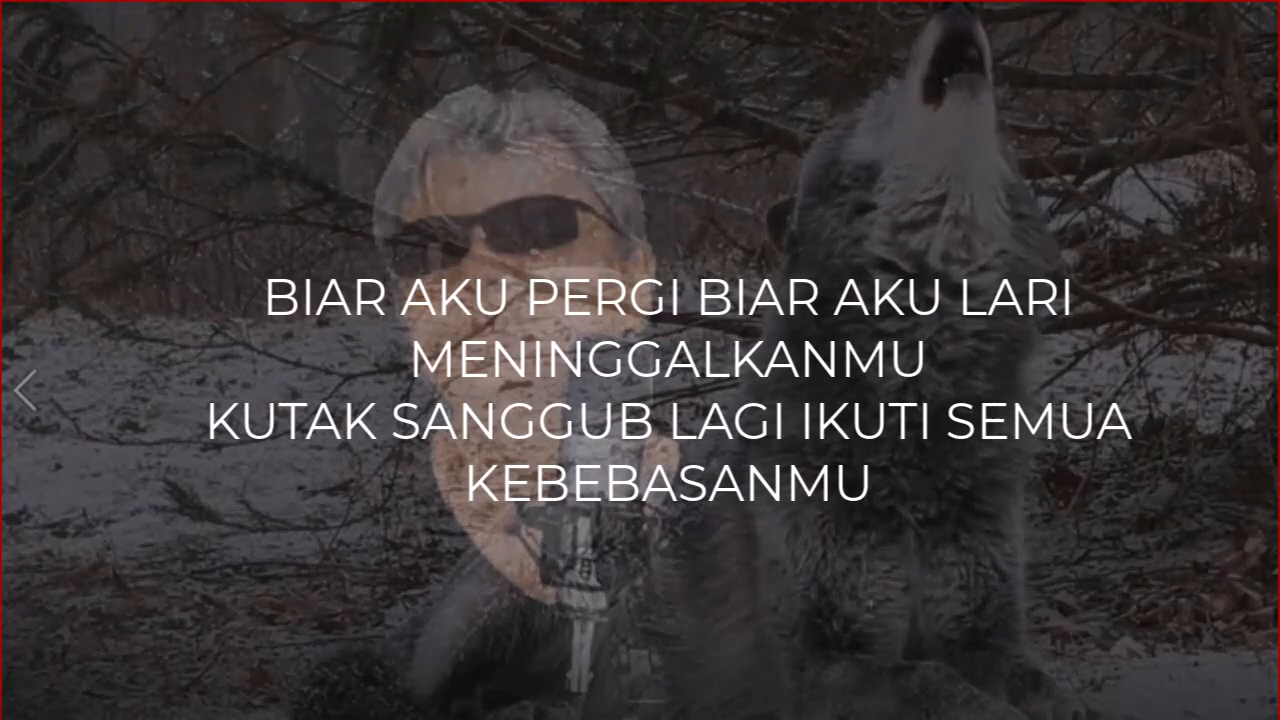 BIAR AKU PERGI BIAR AKU LARI
MENINGGALKANMU
KUTAK SANGGUB LAGI IKUTI SEMUA
KEBEBASANMU